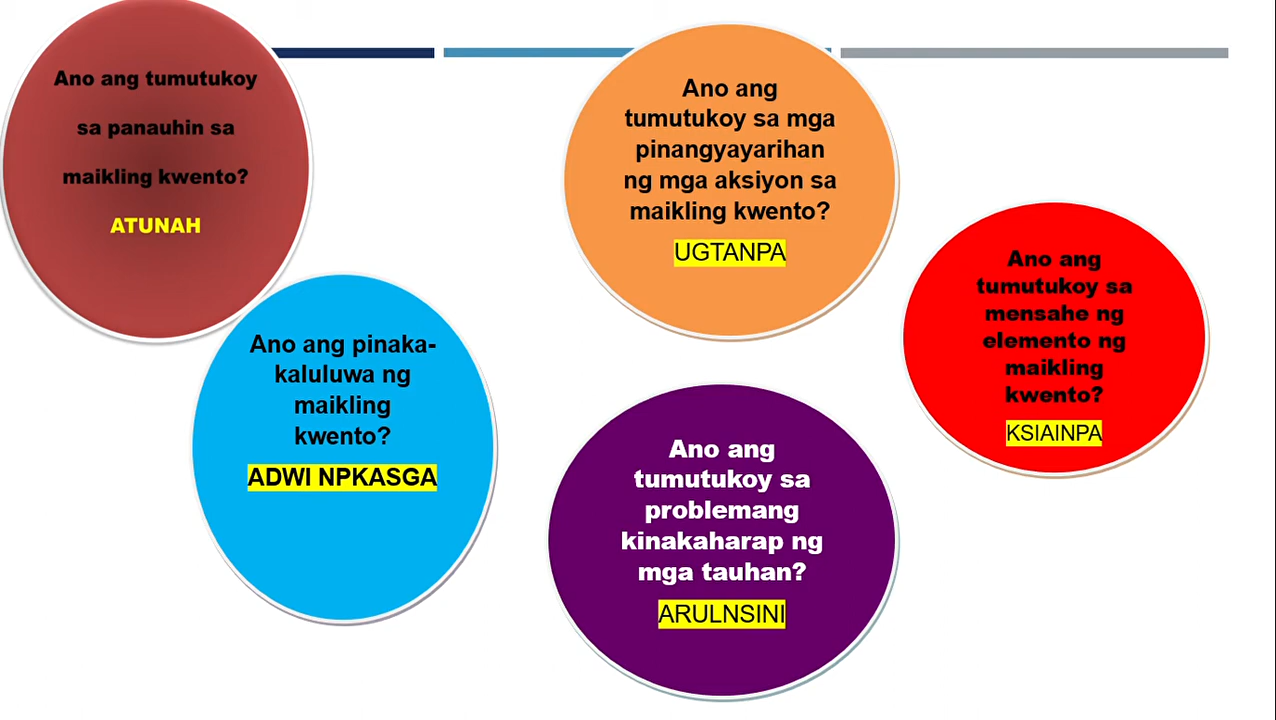 Ano ang tumutukoy
sa panauhin sa
maikling kwento?
ATUNAH
Ano ang pinaka-
kaluluwa ng
maikling
kwento?
ADWI NPKASGA
Ano ang
tumutukoy sa mga
pinangyayarihan
ng mga aksiyon sa
maikling kwento?
UGTANPA
Ano ang
tumutukoy sa
problemang
kinakaharap ng
mga tauhan?
ARULNSINI
Ano ang
tumutukoy sa
mensahe ng
elemento ng
maikling
kwento?
KSIAINPA